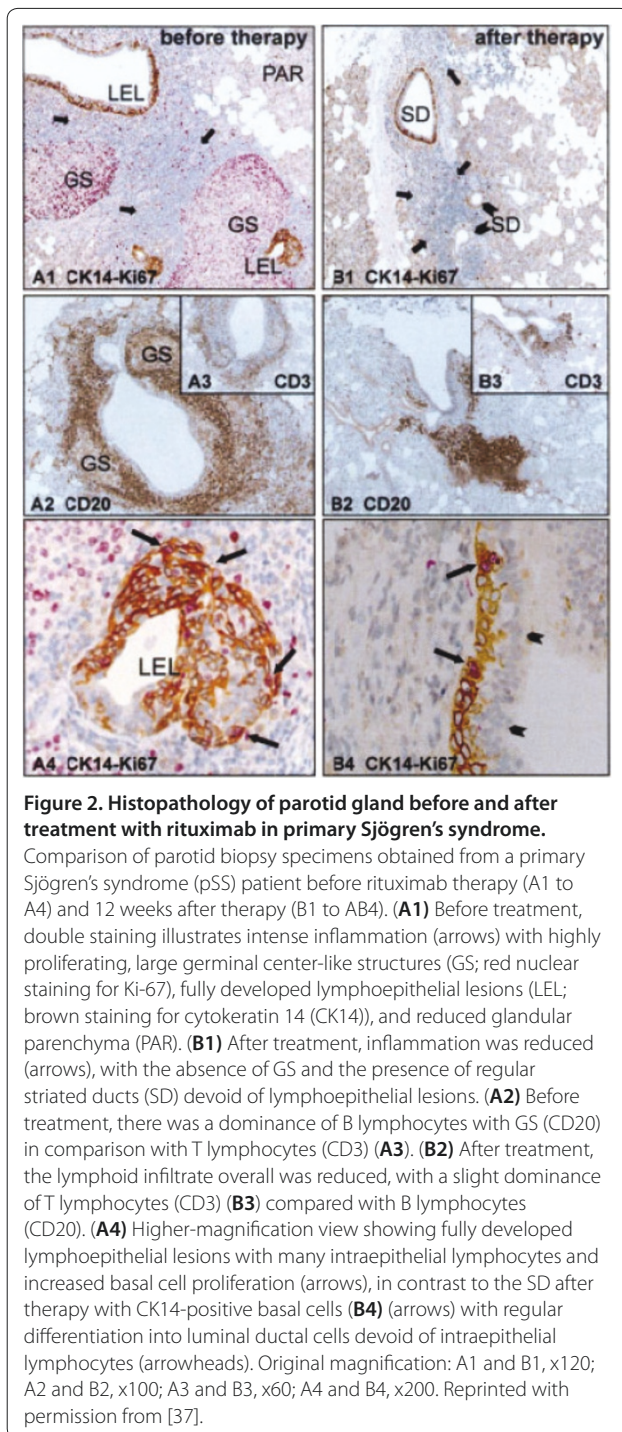 before therapy
after therapy
LEL
PAR
GS
GS
LEL
A1 CK14-Ki67
SD
SD
B1 CK14-Ki67
GS
GS
A3 CD3
A2 CD20
B3 CD3
B2 CD20
LEL
A4 CK14-Ki67
B4 CK14-Ki67
Figure 2. Histopathology of parotid gland before and after
treatment with rituximab in primary Sjögren's syndrome.
Comparison of parotid biopsy specimens obtained from a primary
Sjögren's syndrome (pSS) patient before rituximab therapy (A1 to
A4) and 12 weeks after therapy (B1 to AB4). (A1) Before treatment,
double staining illustrates intense inflammation (arrows) with highly
proliferating, large germinal center-like structures (GS; red nuclear
staining for Ki-67), fully developed lymphoepithelial lesions (LEL;
brown staining for cytokeratin 14 (CK14)), and reduced glandular
parenchyma (PAR). (B1) After treatment, inflammation was reduced
(arrows), with the absence of GS and the presence of regular
striated ducts (SD) devoid of lymphoepithelial lesions. (A2) Before
treatment, there was a dominance of B lymphocytes with GS (CD20)
in comparison with T lymphocytes (CD3) (A3). (B2) After treatment,
the lymphoid infiltrate overall was reduced, with a slight dominance
of T lymphocytes (CD3) (B3) compared with B lymphocytes
(CD20). (A4) Higher-magnification view showing fully developed
lymphoepithelial lesions with many intraepithelial lymphocytes and
increased basal cell proliferation (arrows), in contrast to the SD after
therapy with CK14-positive basal cells (B4) (arrows) with regular
differentiation into luminal ductal cells devoid of intraepithelial
lymphocytes (arrowheads). Original magnification: A1 and B1, x120;
A2 and B2, x100; A3 and B3, x60; A4 and B4, x200. Reprinted with
permission from [37].